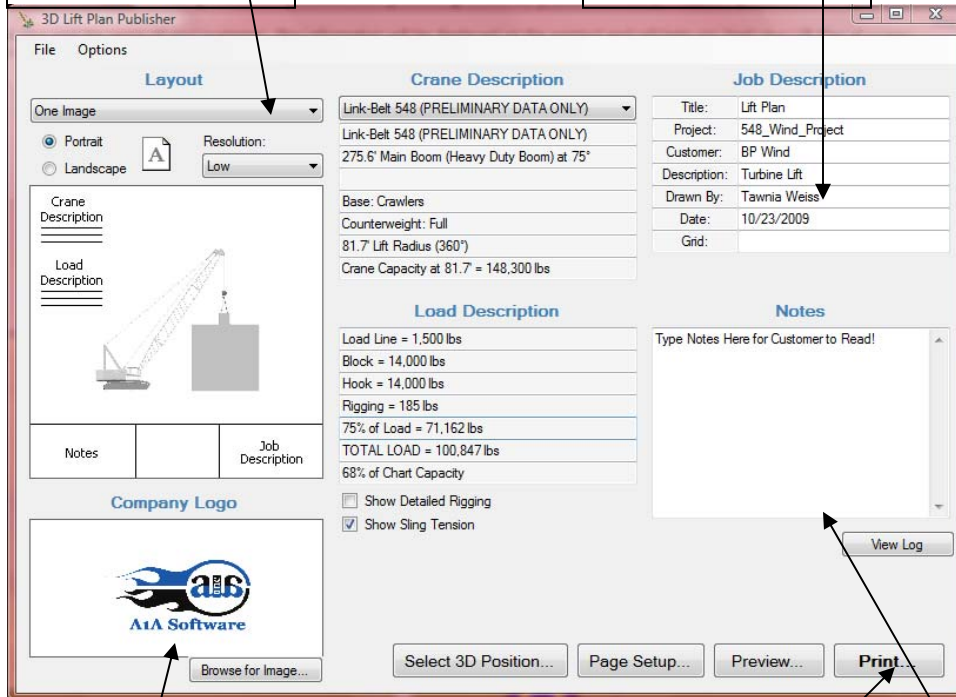 3D Lift Plan Publisher
File Options
Layout
One Image
Portrait
Landscape
A
Resolution:
Low
Crane
Description
Load
Description
Notes
Job
Description
Company Logo
A1A Software
Browse for Image...
Crane Description
Link-Belt 548 (PRELIMINARY DATA ONLY)
Link-Belt 548 (PRELIMINARY DATA ONLY)
275.6' Main Boom (Heavy Duty Boom) at 75°
Base: Crawlers
Counterweight: Full
81.7' Lift Radius (360°)
Crane Capacity at 81.7' = 148,300 lbs
Load Description
Load Line = 1,500 lbs
Block = 14,000 lbs
Hook = 14,000 lbs
Rigging = 185 lbs
75% of Load = 71,162 lbs
TOTAL LOAD = 100,847 lbs
68% of Chart Capacity
Show Detailed Rigging
Show Sling Tension
Job Description
Title: Lift Plan
Project: 548_Wind_Project
Customer: BP Wind
Description: Turbine Lift
Drawn By: Tawnia Weiss
Date: 10/23/2009
Grid:
Notes
Type Notes Here for Customer to Read!
View Log
Select 3D Position... Page Setup... Preview... Print...